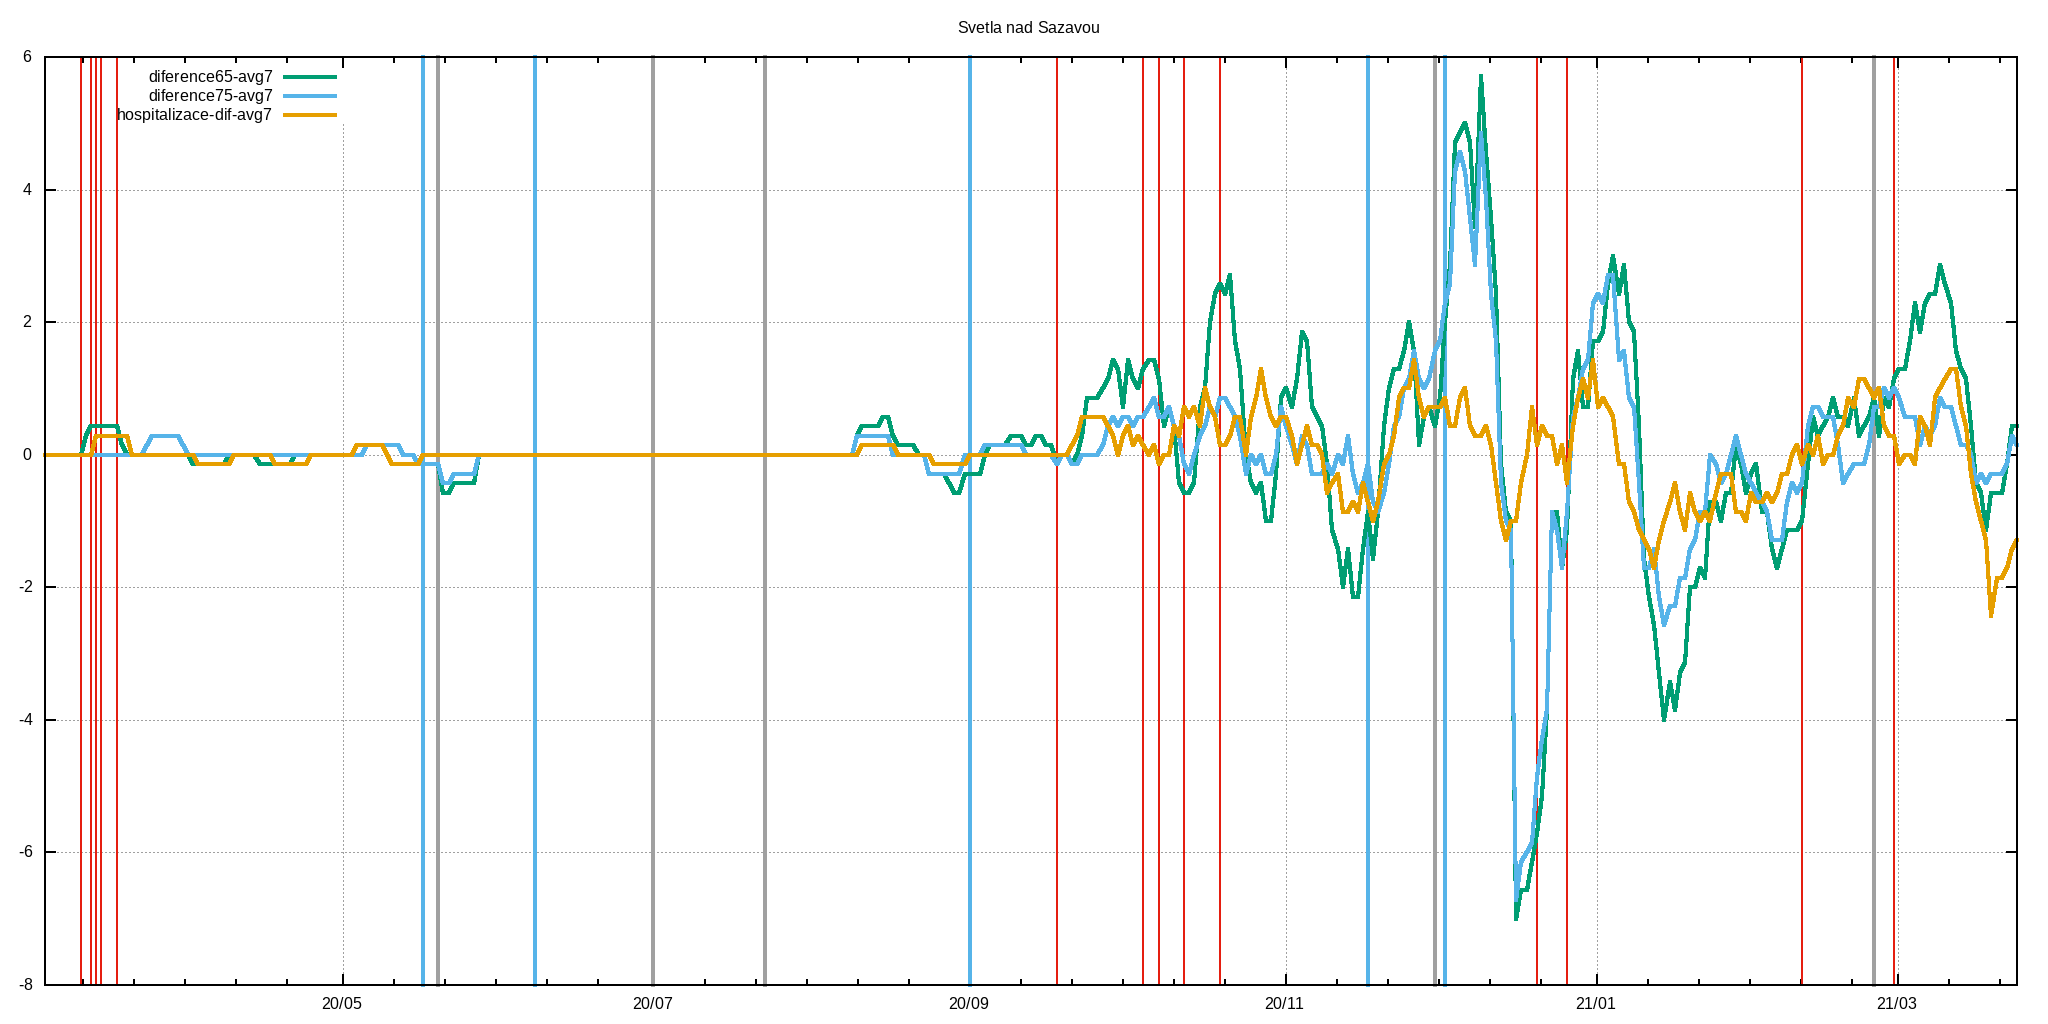 Svetla nad Sazavou
diference65-avg7
diference75-avg7
hospitalizace-dif-avg7
6
4
2
0
-2
-4
-6
-8
20/05 20/07 20/09 20/11 21/01 21/03